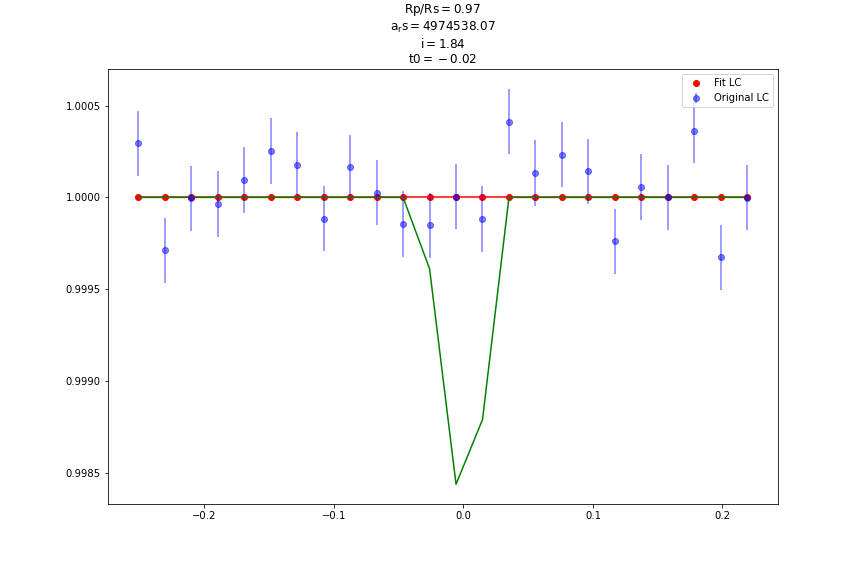 Rp/Rs = 0.97
aᵣs = 4974538.07
i = 1.84
t0 = −0.02
Fit LC
Original LC
1.0005
1.0000
0.9995
0.9990
0.9985
−0.2
−0.1
0.0
0.1
0.2